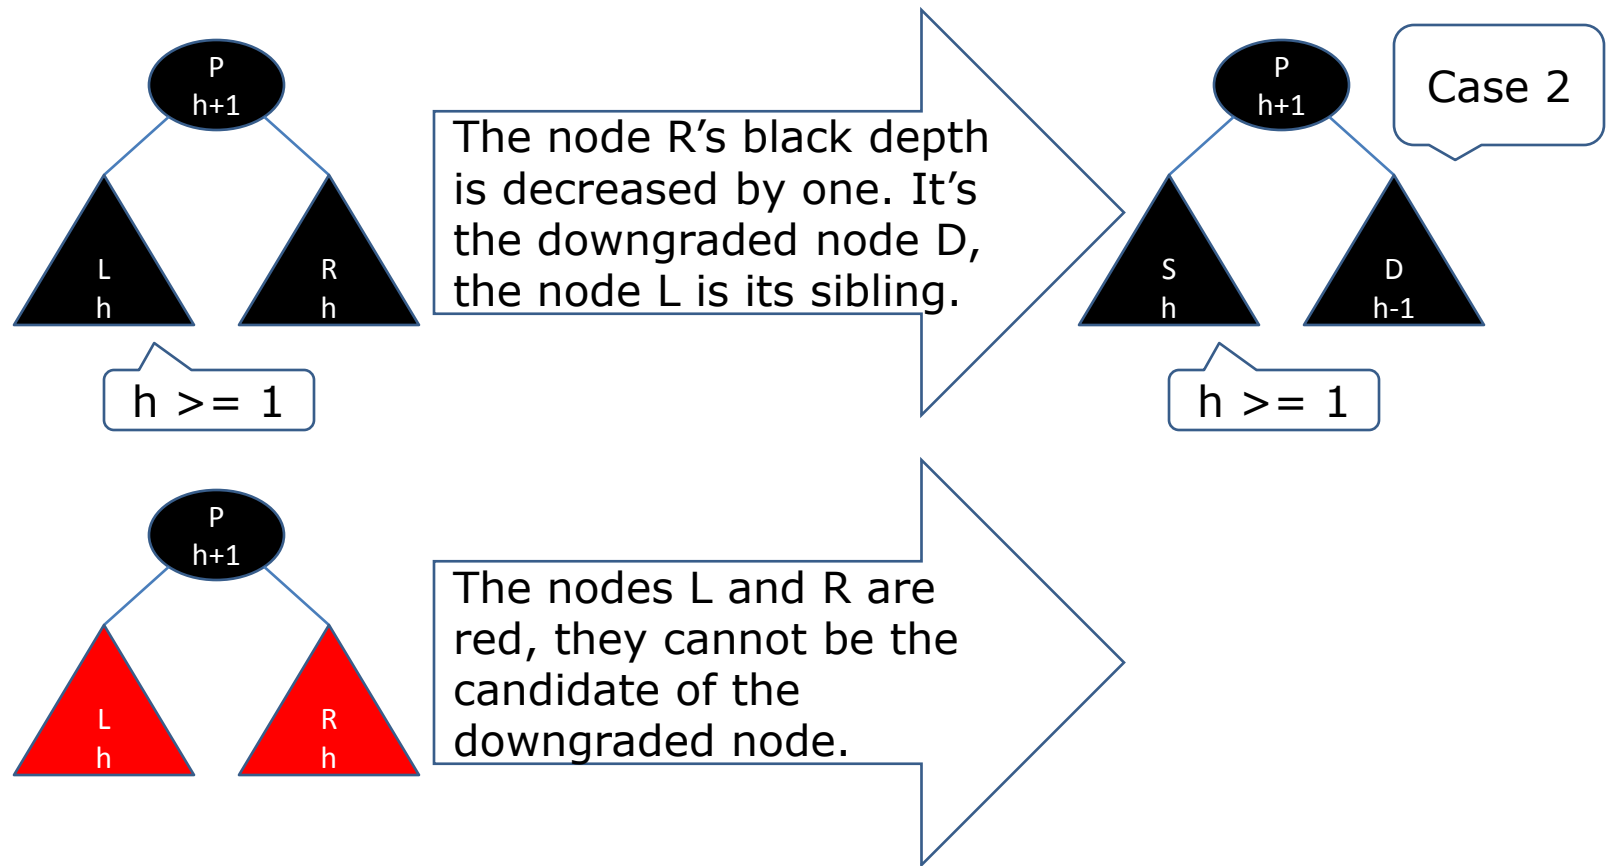 P
h+1
L
h
R
h
h >= 1
The node R’s black depth
is decreased by one. It’s
the downgraded node D,
the node L is its sibling.
P
h+1
S
h
D
h-1
h >= 1
Case 2
P
h+1
L
h
R
h
The nodes L and R are
red, they cannot be the
candidate of the
downgraded node.